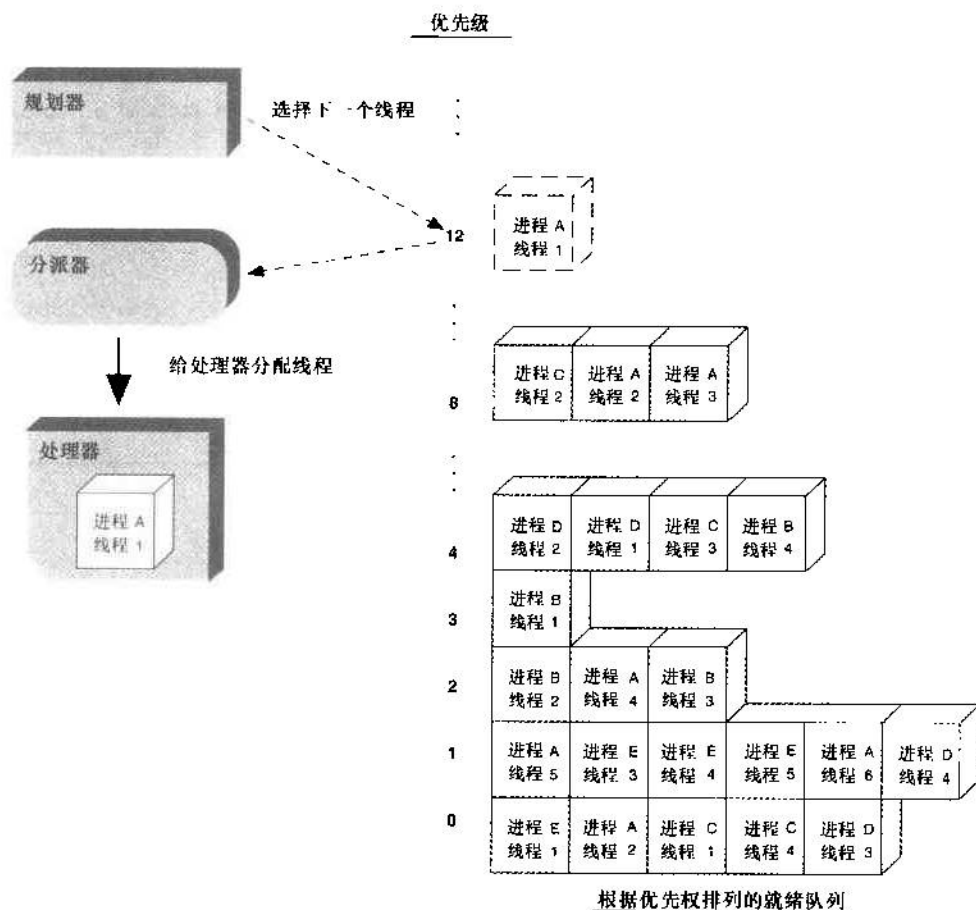 优先级
规划器
选择下一个线程
进程 A
线程 1
12
分派器
给处理器分配线程
进程 C
线程 2
进程 A
线程 2
进程 A
线程 3
8
处理器
进程 A
线程 1
进程 D
线程 2
进程 D
线程 1
进程 C
线程 3
进程 B
线程 4
4
进程 B
线程 1
3
进程 B
线程 2
进程 A
线程 4
进程 B
线程 3
2
进程 A
线程 5
进程 E
线程 3
进程 E
线程 4
进程 E
线程 5
进程 A
线程 6
进程 D
线程 4
1
进程 E
线程 1
进程 A
线程 2
进程 C
线程 1
进程 C
线程 4
进程 D
线程 3
0
根据优先权排列的就绪队列